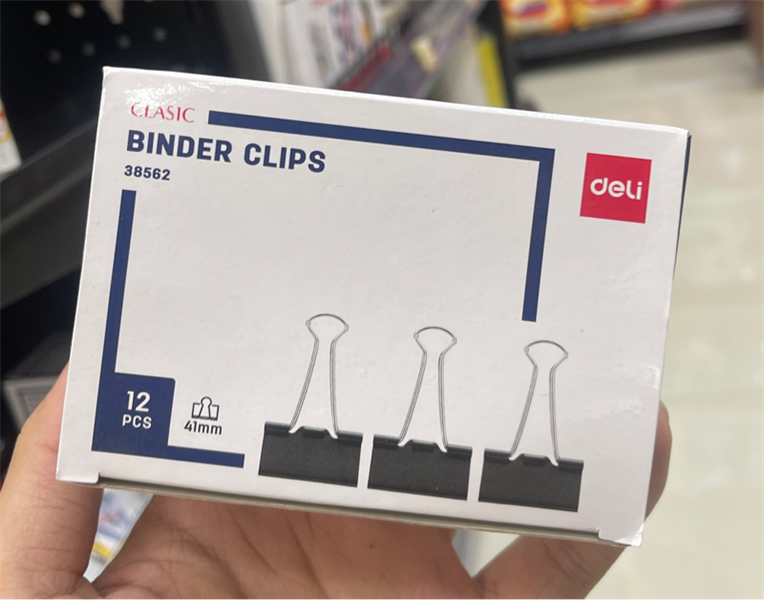 CLASIC
BINDER CLIPS
38562
deli
12
PCS
41mm